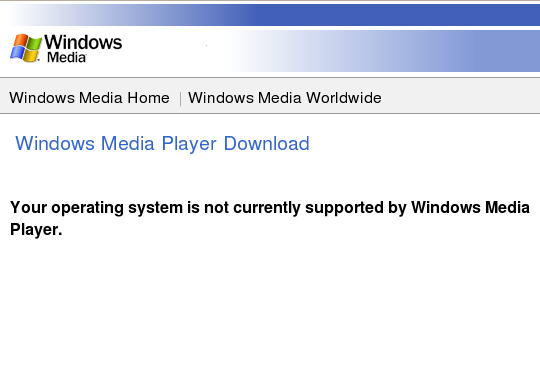 Windows
Media
Windows Media Home | Windows Media Worldwide
Windows Media Player Download
Your operating system is not currently supported by Windows Media
Player.